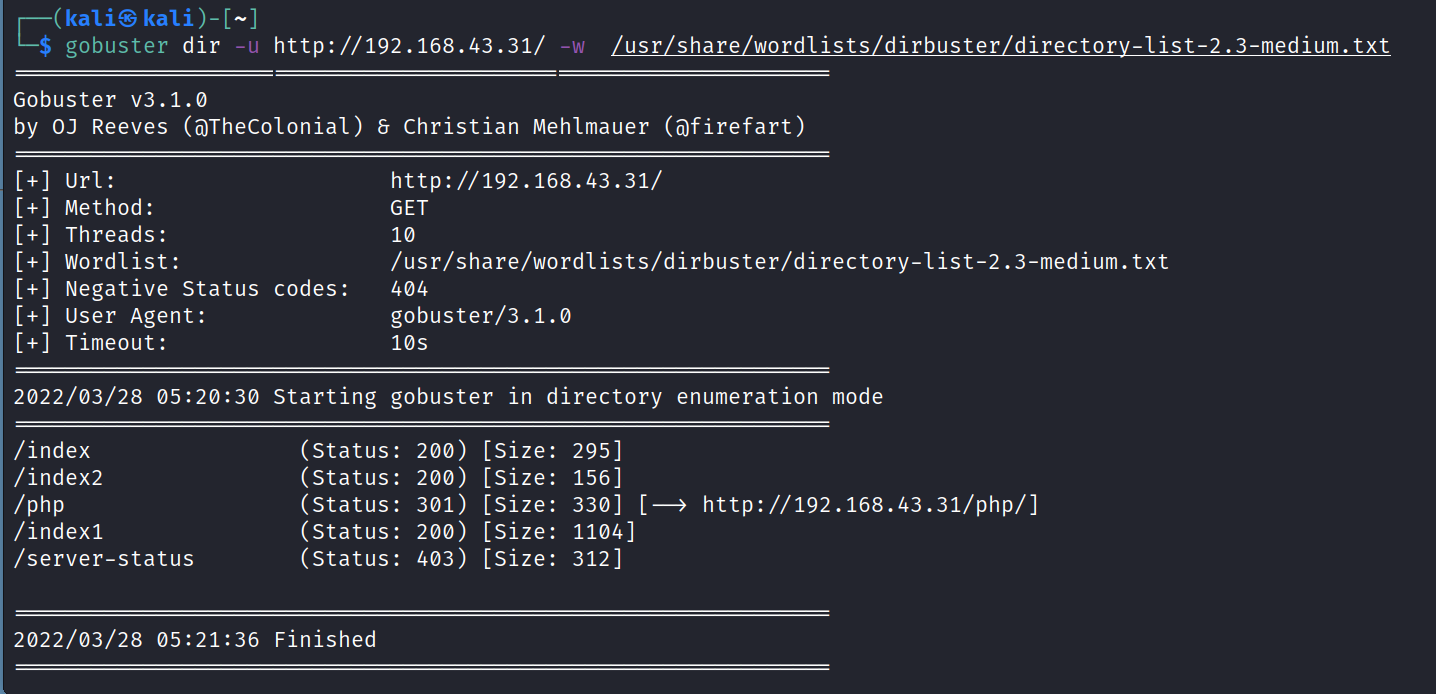 ┌──(kali㉿kali)-[~]
└─$ gobuster dir -u http://192.168.43.31/ -w  /usr/share/wordlists/dirbuster/directory-list-2.3-medium.txt
===============================================================
Gobuster v3.1.0
by OJ Reeves (@TheColonial) & Christian Mehlmauer (@firefart)
===============================================================
[+] Url:                     http://192.168.43.31/
[+] Method:                  GET
[+] Threads:                 10
[+] Wordlist:                /usr/share/wordlists/dirbuster/directory-list-2.3-medium.txt
[+] Negative Status codes:   404
[+] User Agent:              gobuster/3.1.0
[+] Timeout:                 10s
===============================================================
2022/03/28 05:20:30 Starting gobuster in directory enumeration mode
===============================================================
/index                (Status: 200) [Size: 295]
/index2               (Status: 200) [Size: 156]
/php                  (Status: 301) [Size: 330] [--> http://192.168.43.31/php/]
/index1               (Status: 200) [Size: 1104]
/server-status        (Status: 403) [Size: 312]
===============================================================
2022/03/28 05:21:36 Finished
===============================================================